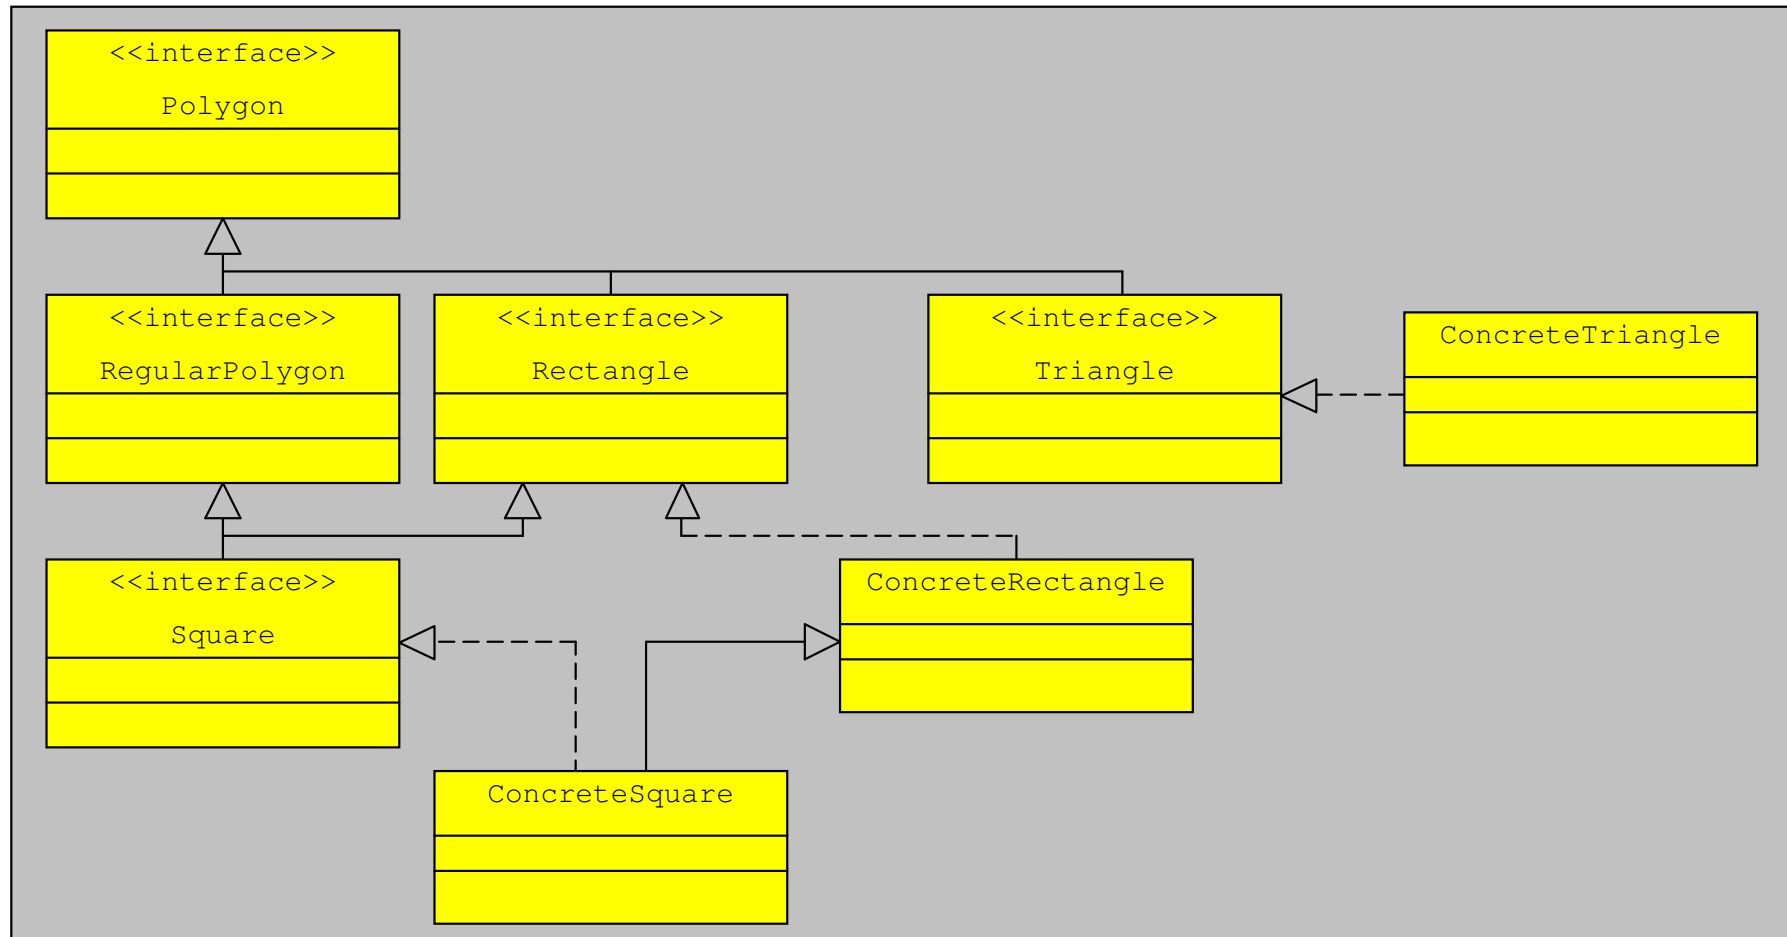 <<interface>>
Polygon
<<interface>>
RegularPolygon
<<interface>>
Rectangle
<<interface>>
Triangle
ConcreteTriangle
<<interface>>
Square
ConcreteRectangle
ConcreteSquare